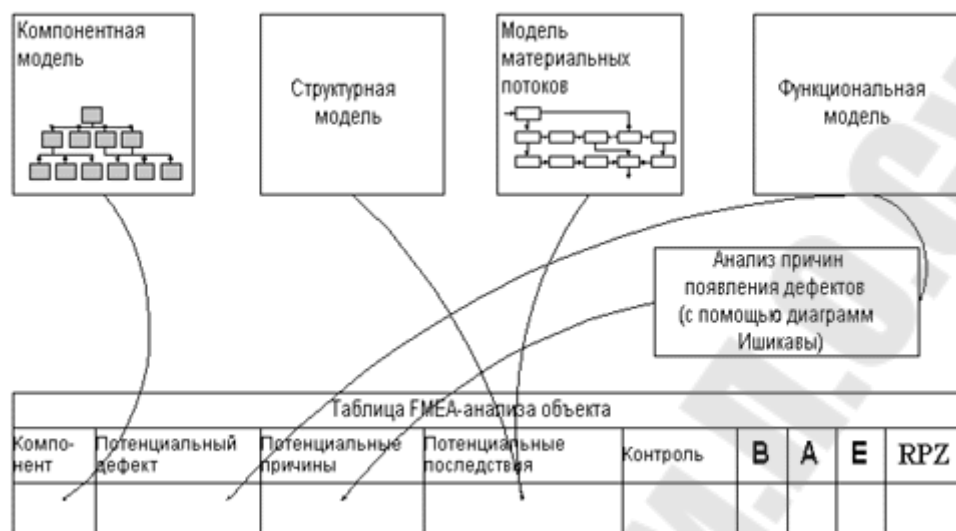 Компонентная
модель
Структурная
модель
Модель
материальных
потоков
Функциональная
модель
Анализ причин
появления дефектов
(с помощью диаграмм
Ишикавы)
Таблица FMEA-анализа объекта
Компо-
нент
Потенциальный
дефект
Потенциальные
причины
Потенциальные
последствия
Контроль
B
A
E
RPZ